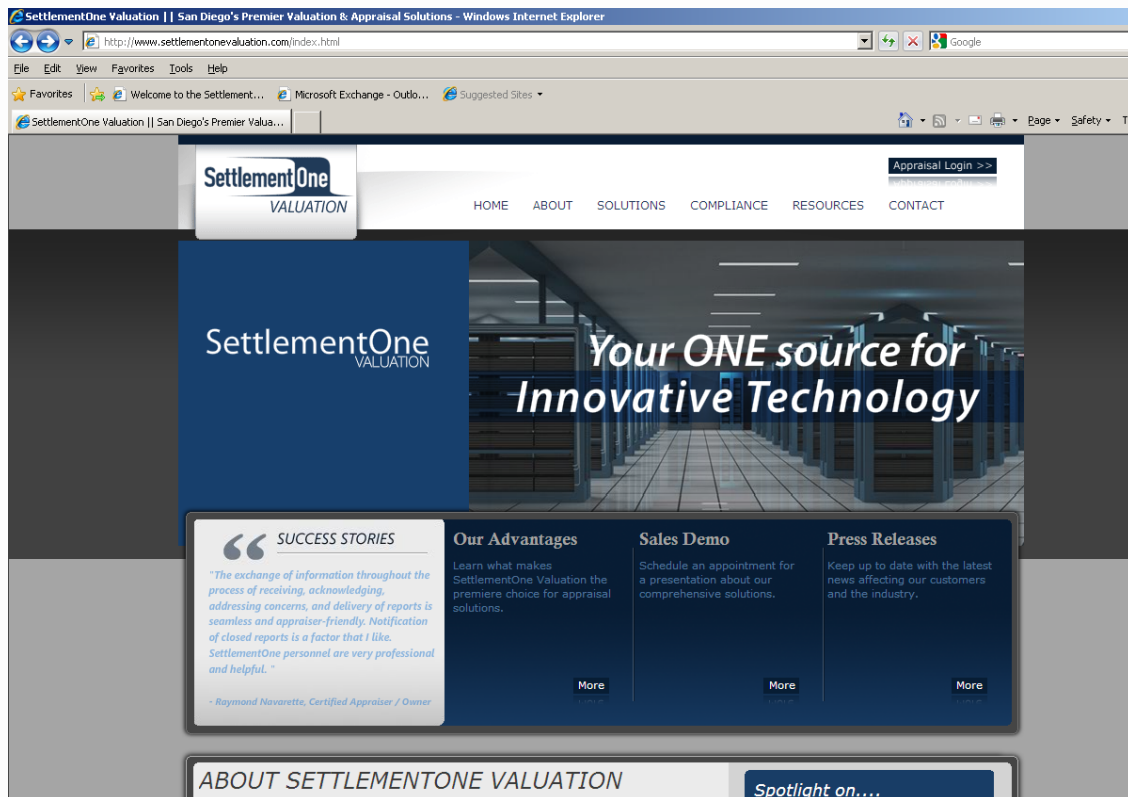 SettlementOne Valuation || San Diego's Premier Valuation & Appraisal Solutions - Windows Internet Explorer
http://www.settlementonevaluation.com/index.html
Google
File Edit View Favorites Tools Help
Favorites Welcome to the Settlement... Microsoft Exchange - Outlo... Suggested Sites
SettlementOne Valuation || San Diego's Premier Valua... Page Safety T
SettlementOne
VALUATION
Appraisal Login >>
HOME ABOUT SOLUTIONS COMPLIANCE RESOURCES CONTACT
SettlementOne
VALUATION
Your ONE source for
Innovative Technology
SUCCESS STORIES
"The exchange of information throughout the
process of receiving, acknowledging,
addressing concerns, and delivery of reports is
seamless and appraiser-friendly. Notification
of closed reports is a factor that I like.
SettlementOne personnel are very professional
and helpful. "
- Raymond Navarette, Certified Appraiser / Owner
Our Advantages
Learn what makes
SettlementOne Valuation the
premiere choice for appraisal
solutions.
More
Sales Demo
Schedule an appointment for
a presentation about our
comprehensive solutions.
More
Press Releases
Keep up to date with the latest
news affecting our customers
and the industry.
More
ABOUT SETTLEMENTONE VALUATION
Spotlight on....